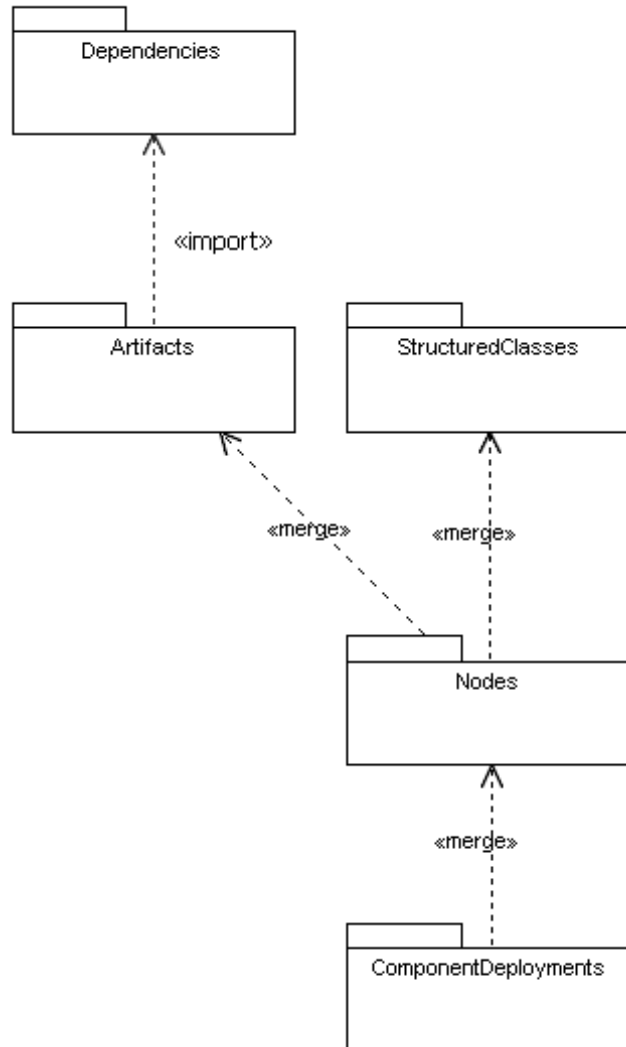 Dependencies
«import»
Artifacts
StructuredClasses
«merge»
«merge»
Nodes
«merge»
ComponentDeployments